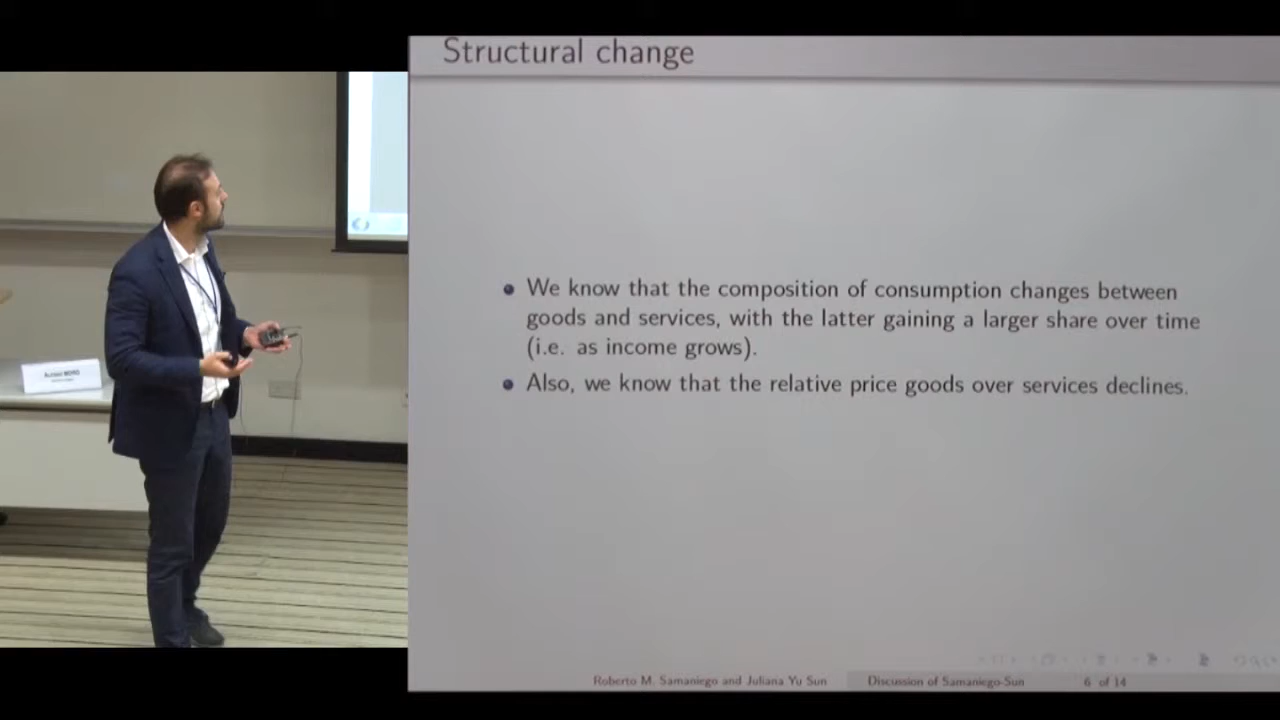 Structural change
We know that the composition of consumption changes between
goods and services, with the latter gaining a larger share over time
(i.e. as income grows).
Also, we know that the relative price goods over services declines.
MORO
Roberto M. Samaniego and Juliana Yu Sun
Discussion of Samaniego-Sun
6 of 14